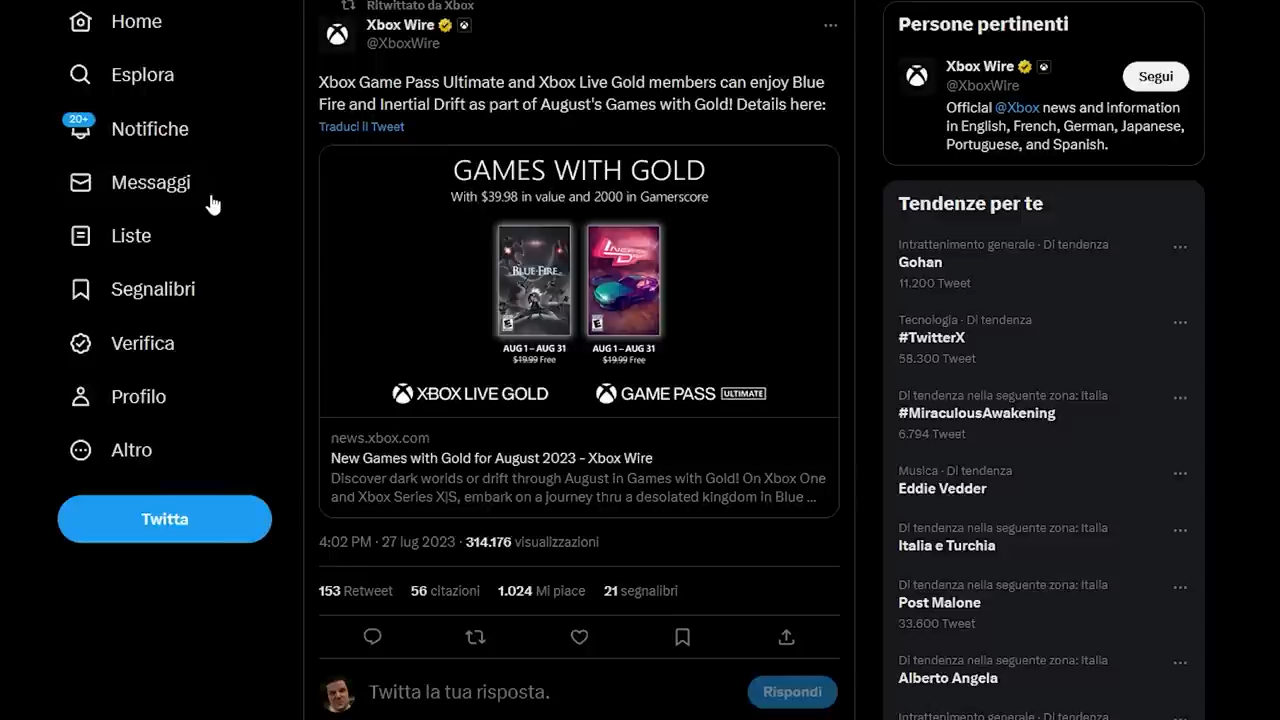 Home
Esplora
20+
Notifiche
Messaggi
Liste
Segnalibri
Verifica
Profilo
Altro
Twitta
Ritwittato da Xbox
Xbox Wire
@XboxWire
Xbox Game Pass Ultimate and Xbox Live Gold members can enjoy Blue
Fire and Inertial Drift as part of August's Games with Gold! Details here:
Traduci il Tweet
GAMES WITH GOLD
With $39.98 in value and 2000 in Gamerscore
BLUE FIRE
AUG 1 – AUG 31
$19.99 Free
AUG 1 – AUG 31
$19.99 Free
XBOX LIVE GOLD
GAME PASS ULTIMATE
news.xbox.com
New Games with Gold for August 2023 - Xbox Wire
Discover dark worlds or drift through August in Games with Gold! On Xbox One
and Xbox Series X|S, embark on a journey thru a desolated kingdom in Blue ...
4:02 PM · 27 lug 2023 · 314.176 visualizzazioni
153 Retweet 56 citazioni 1.024 Mi piace 21 segnalibri
Twitta la tua risposta.
Rispondi
Persone pertinenti
Xbox Wire
@XboxWire
Segui
Official @Xbox news and information
in English, French, German, Japanese,
Portuguese, and Spanish.
Tendenze per te
Intrattenimento generale · Di tendenza
Gohan
11.200 Tweet
Tecnologia · Di tendenza
#TwitterX
58.300 Tweet
Di tendenza nella seguente zona: Italia
#MiraculousAwakening
6.794 Tweet
Musica · Di tendenza
Eddie Vedder
Di tendenza nella seguente zona: Italia
Italia e Turchia
Di tendenza nella seguente zona: Italia
Post Malone
33.600 Tweet
Di tendenza nella seguente zona: Italia
Alberto Angela
Intrattenimento generale · Di tendenza